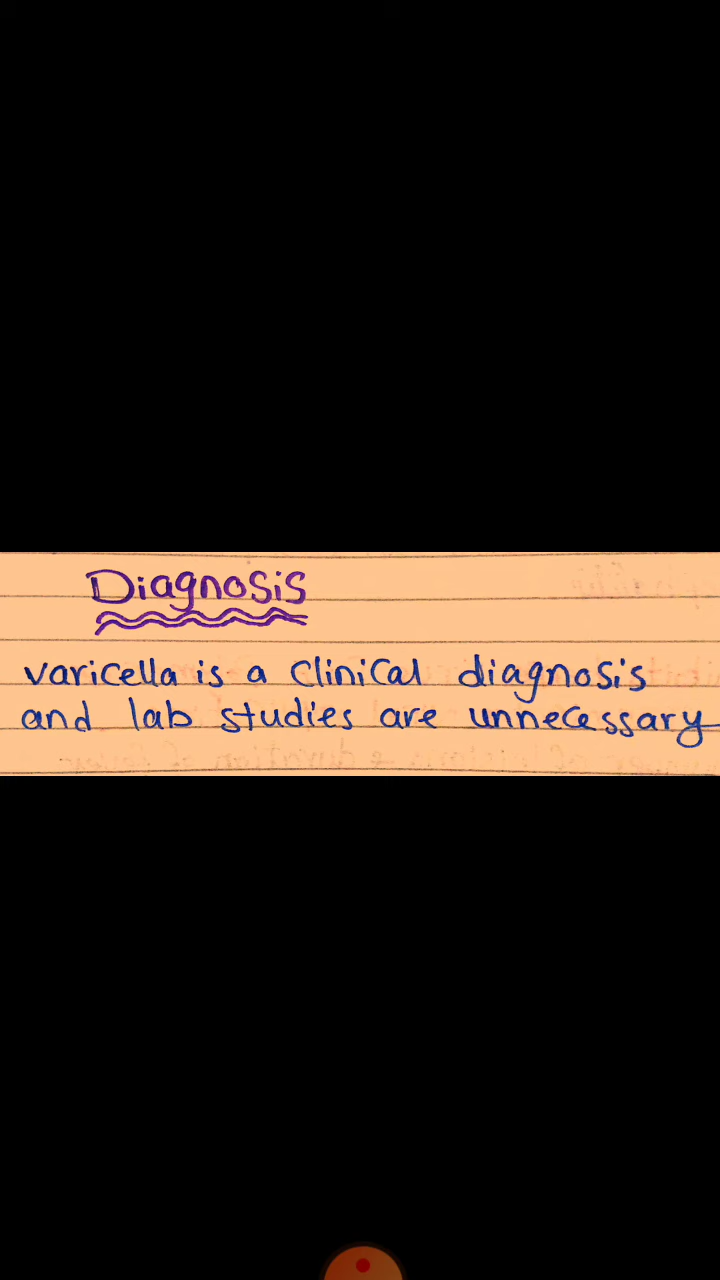 Diagnosis
varicella is a clinical diagnosis
and lab studies are unnecessary